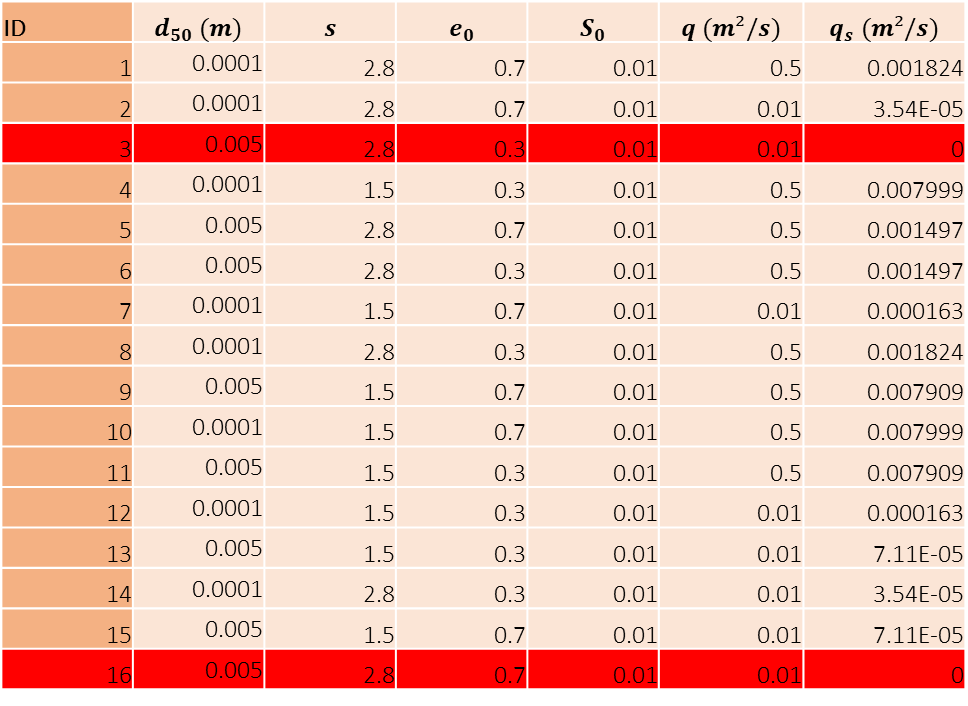 ID d₅₀ (m) s e₀ S₀ q (m²/s) qₛ (m²/s)
1 0.0001 2.8 0.7 0.01 0.5 0.001824
2 0.0001 2.8 0.7 0.01 0.01 3.54E-05
3 0.005 2.8 0.3 0.01 0.01 0
4 0.0001 1.5 0.3 0.01 0.5 0.007999
5 0.005 2.8 0.7 0.01 0.5 0.001497
6 0.005 2.8 0.3 0.01 0.5 0.001497
7 0.0001 1.5 0.7 0.01 0.01 0.000163
8 0.0001 2.8 0.3 0.01 0.5 0.001824
9 0.005 1.5 0.7 0.01 0.5 0.007909
10 0.0001 1.5 0.7 0.01 0.5 0.007999
11 0.005 1.5 0.3 0.01 0.5 0.007909
12 0.0001 1.5 0.3 0.01 0.01 0.000163
13 0.005 1.5 0.3 0.01 0.01 7.11E-05
14 0.0001 2.8 0.3 0.01 0.01 3.54E-05
15 0.005 1.5 0.7 0.01 0.01 7.11E-05
16 0.005 2.8 0.7 0.01 0.01 0